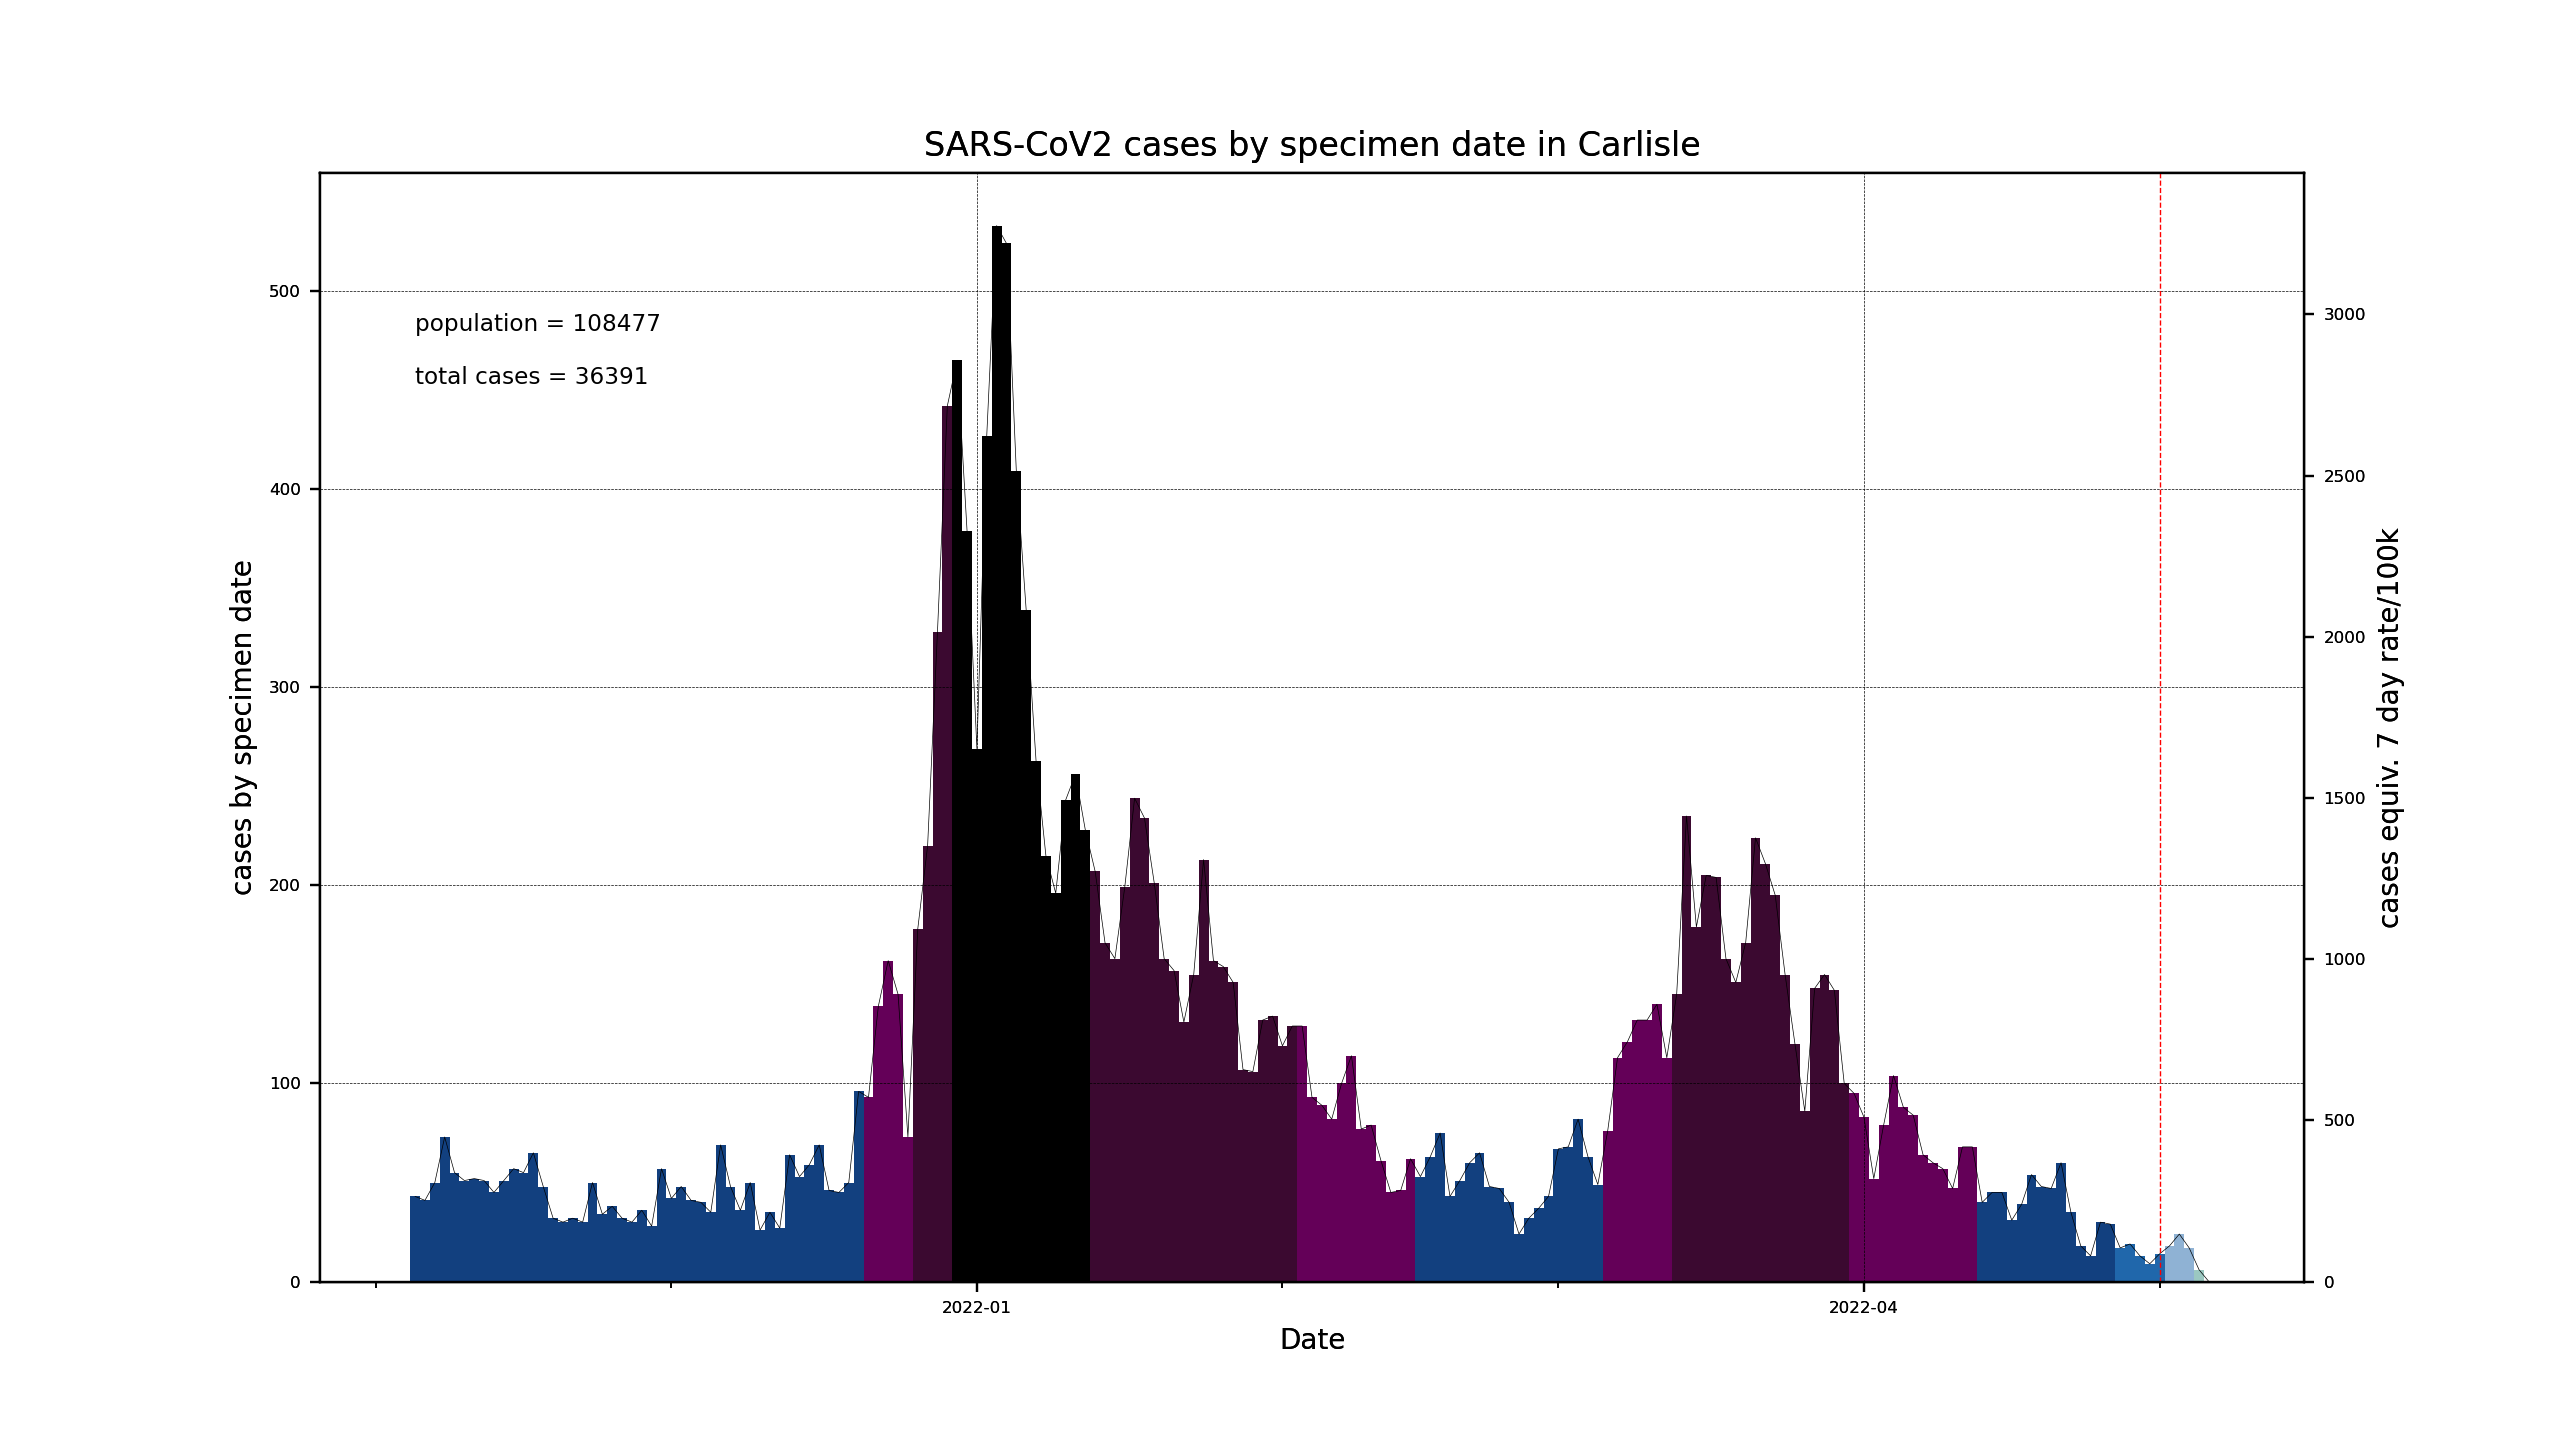 SARS-CoV2 cases by specimen date in Carlisle
population = 108477
total cases = 36391
cases by specimen date
500
400
300
200
100
0
3000
2500
2000
1500
1000
500
0
cases equiv. 7 day rate/100k
2022-01
2022-04
Date